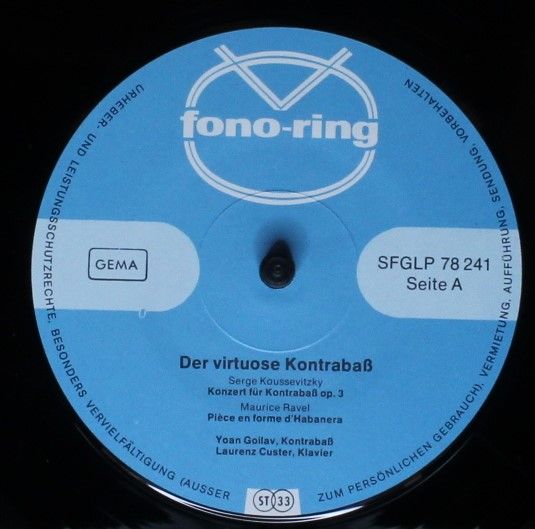 fono-ring
GEMA
SFGLP 78 241
Seite A
Der virtuose Kontrabaß
Serge Koussevitzky
Konzert für Kontrabaß op. 3
Maurice Ravel
Pièce en forme d'Habanera
Yoan Goilav, Kontrabaß
Laurenz Custer, Klavier
ST 33
URHEBER- UND LEISTUNGSSCHUTZRECHTE, BESONDERS VERVIELFÄLTIGUNG (AUSSER ZUM PERSÖNLICHEN GEBRAUCH), VERMIETUNG, AUFFÜHRUNG, SENDUNG, VORBEHALTEN